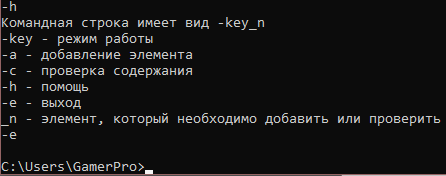 -h
Командная строка имеет вид -key_n
-key - режим работы
-a - добавление элемента
-c - проверка содержания
-h - помощь
-e - выход
_n - элемент, который необходимо добавить или проверить
-e
C:\Users\GamerPro>